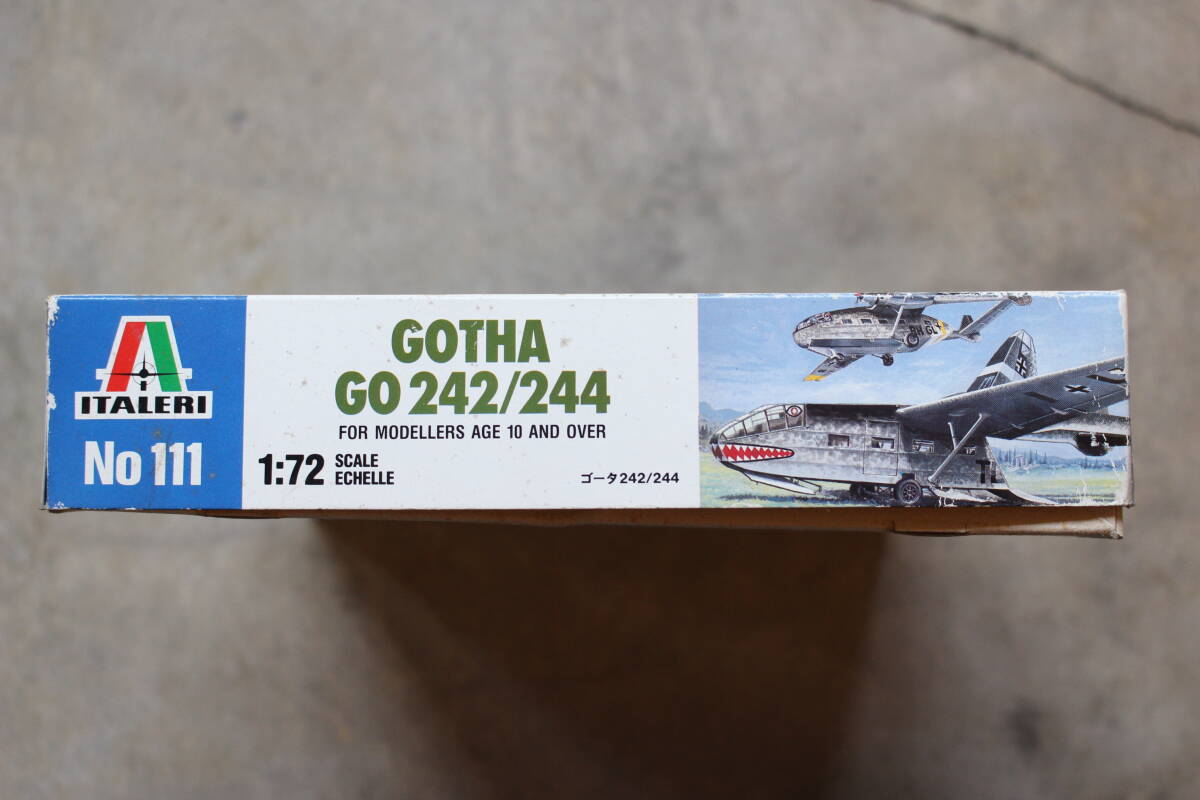 ITALERI
No 111
GOTHA
GO 242/244
FOR MODELLERS AGE 10 AND OVER
1:72 SCALE
ECHELLE
ゴータ242/244